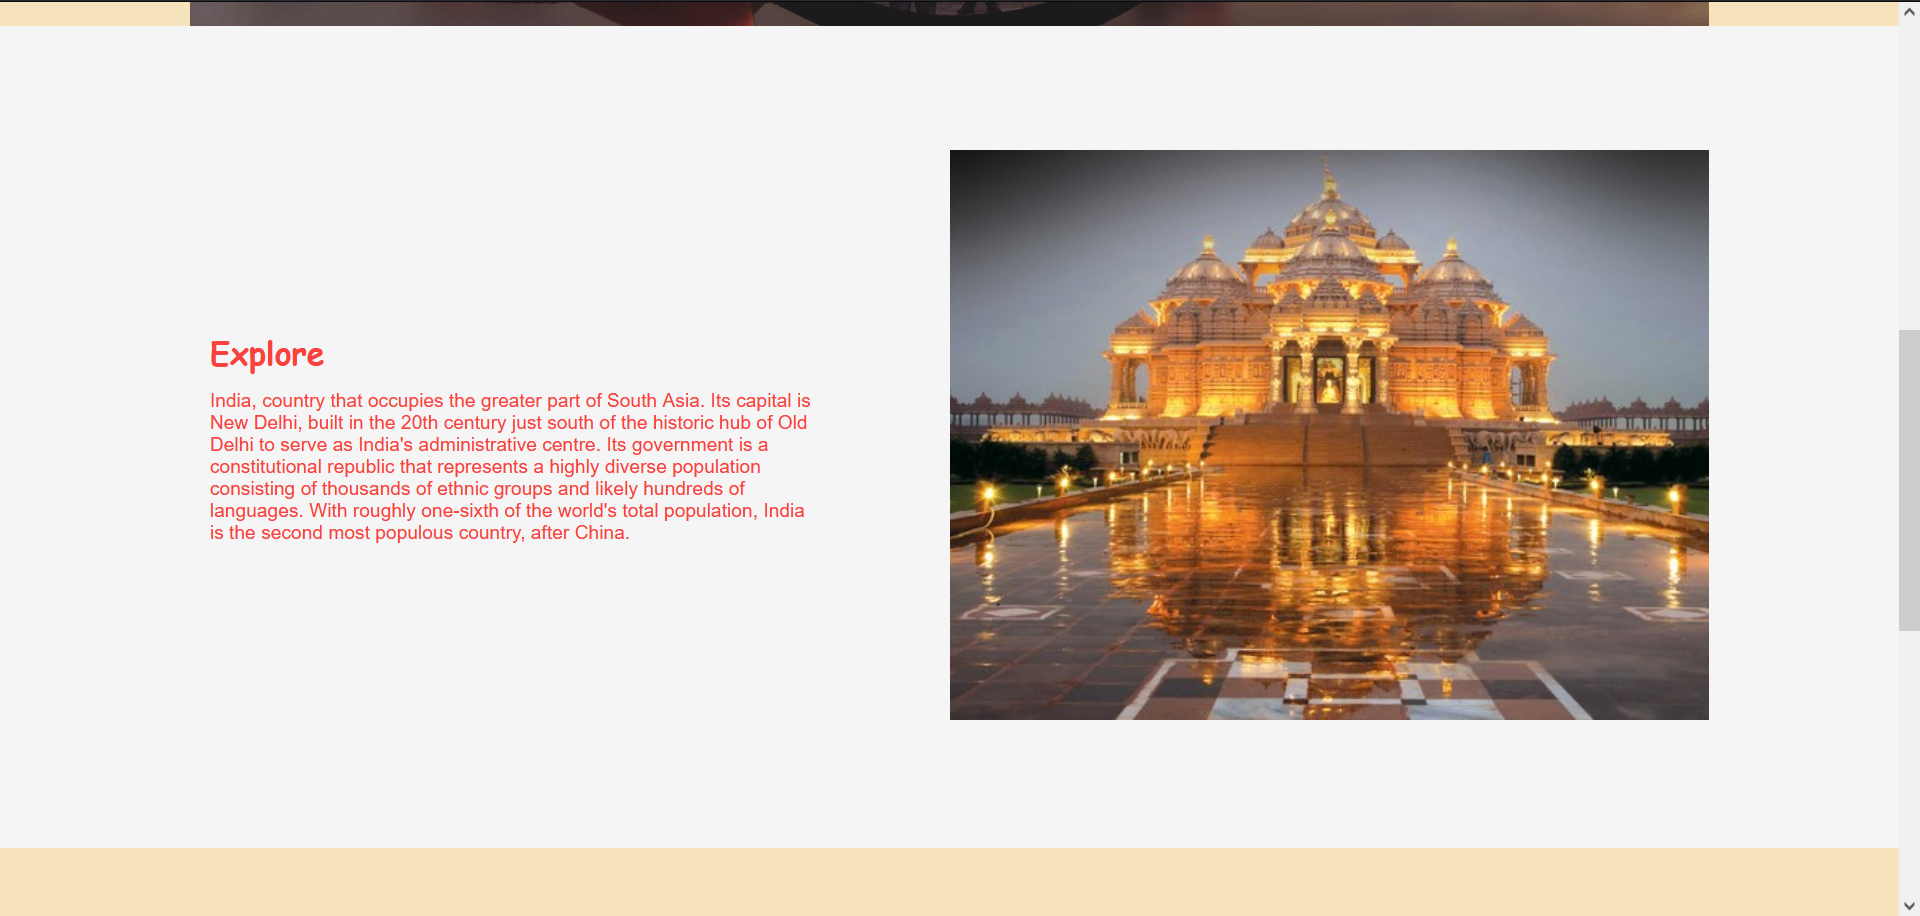 Explore
India, country that occupies the greater part of South Asia. Its capital is
New Delhi, built in the 20th century just south of the historic hub of Old
Delhi to serve as India's administrative centre. Its government is a
constitutional republic that represents a highly diverse population
consisting of thousands of ethnic groups and likely hundreds of
languages. With roughly one-sixth of the world's total population, India
is the second most populous country, after China.